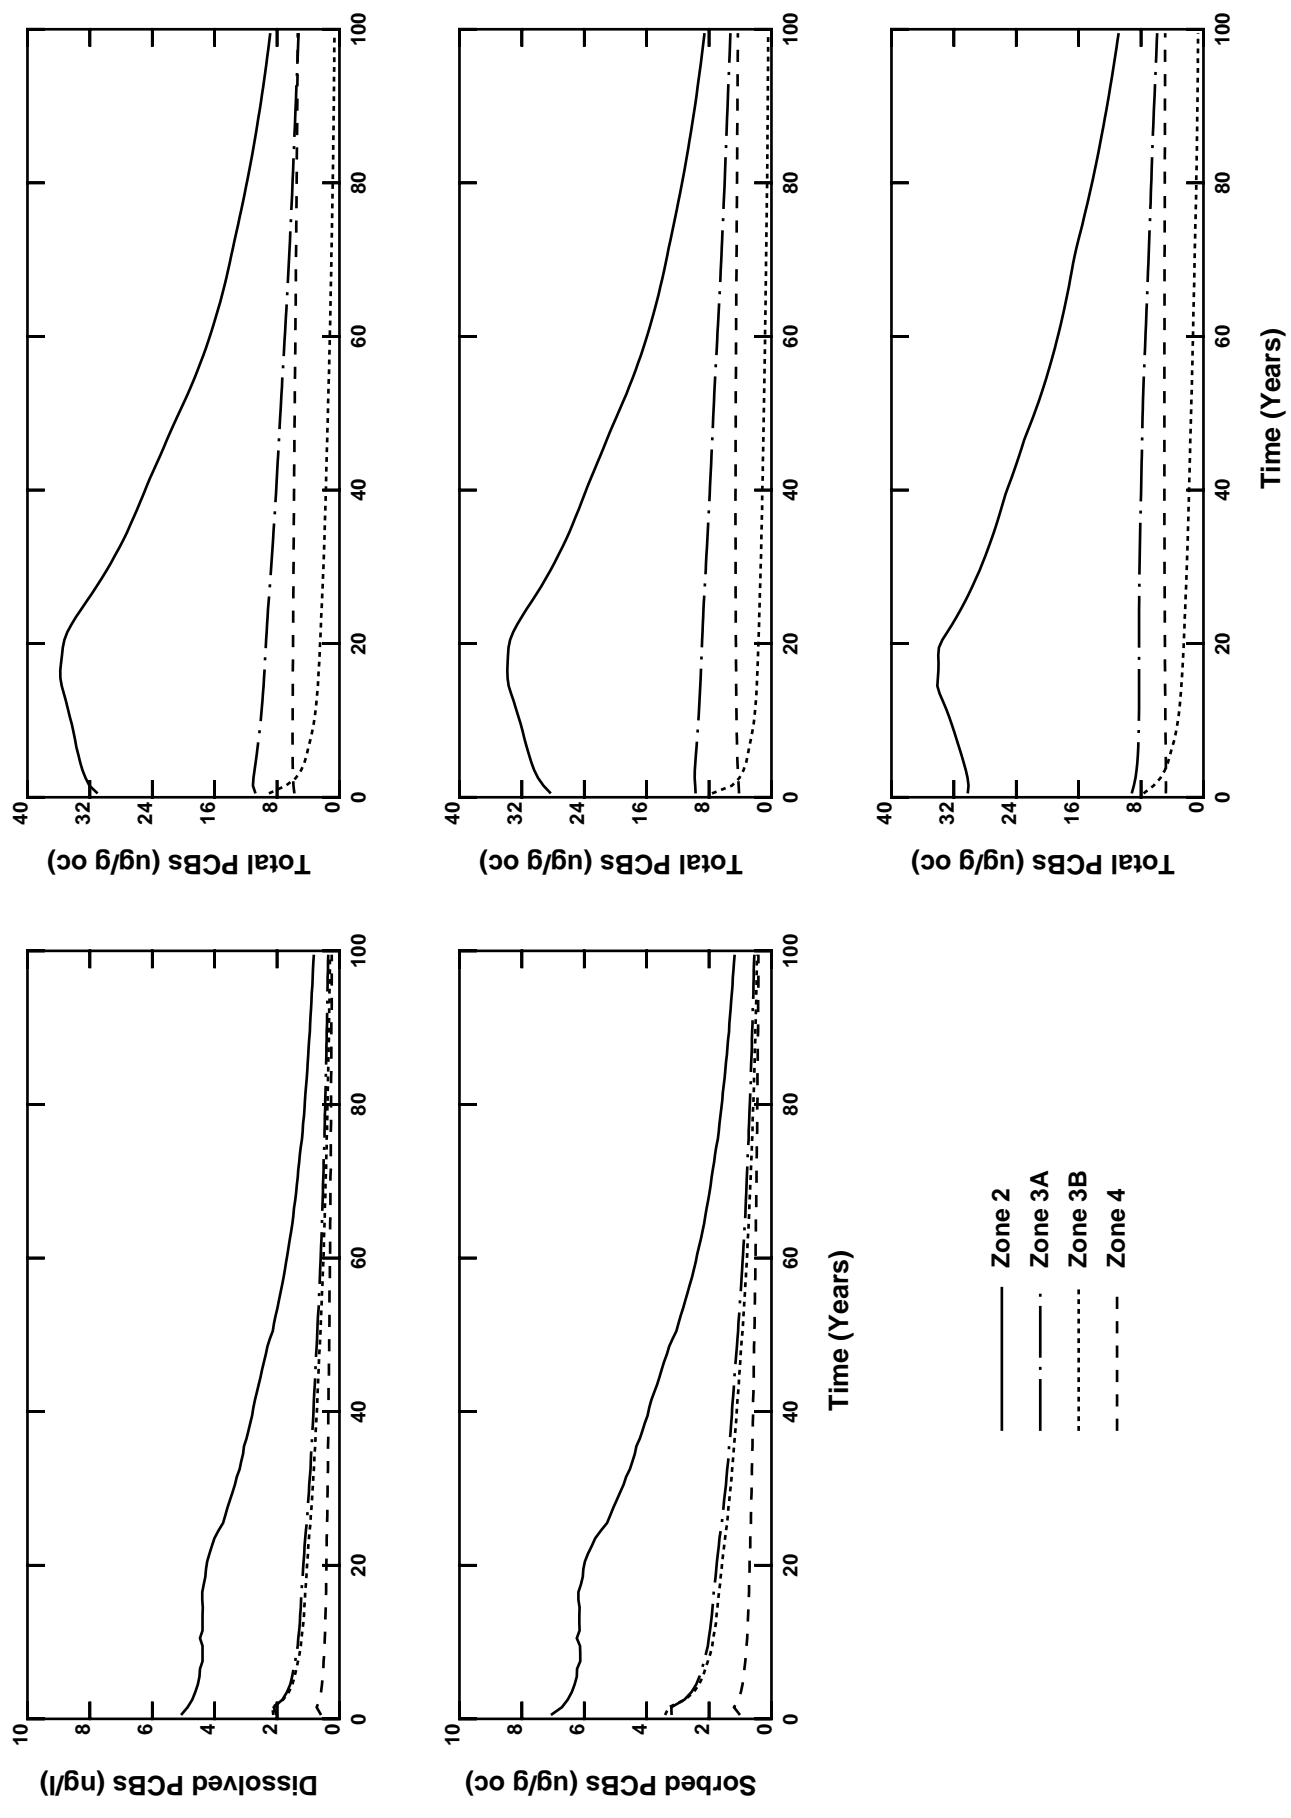 Dissolved PCBs (ng/l)
10
8
6
4
2
0
0 20 40 60 80 100
Total PCBs (ug/g oc)
40
32
24
16
8
0
0 20 40 60 80 100
Sorbed PCBs (ug/g oc)
10
8
6
4
2
0
0 20 40 60 80 100
Time (Years)
Total PCBs (ug/g oc)
40
32
24
16
8
0
0 20 40 60 80 100
Zone 2
Zone 3A
Zone 3B
Zone 4
Total PCBs (ug/g oc)
40
32
24
16
8
0
0 20 40 60 80 100
Time (Years)